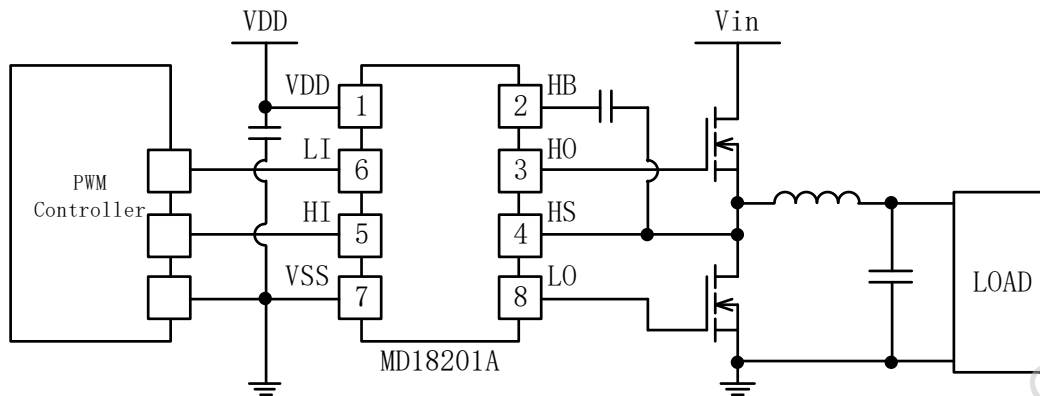 VDD
Vin
VDD
1
2
HB
LI
6
3
HO
PWM
Controller
HI
5
4
HS
VSS
7
8
LO
LOAD
MD18201A